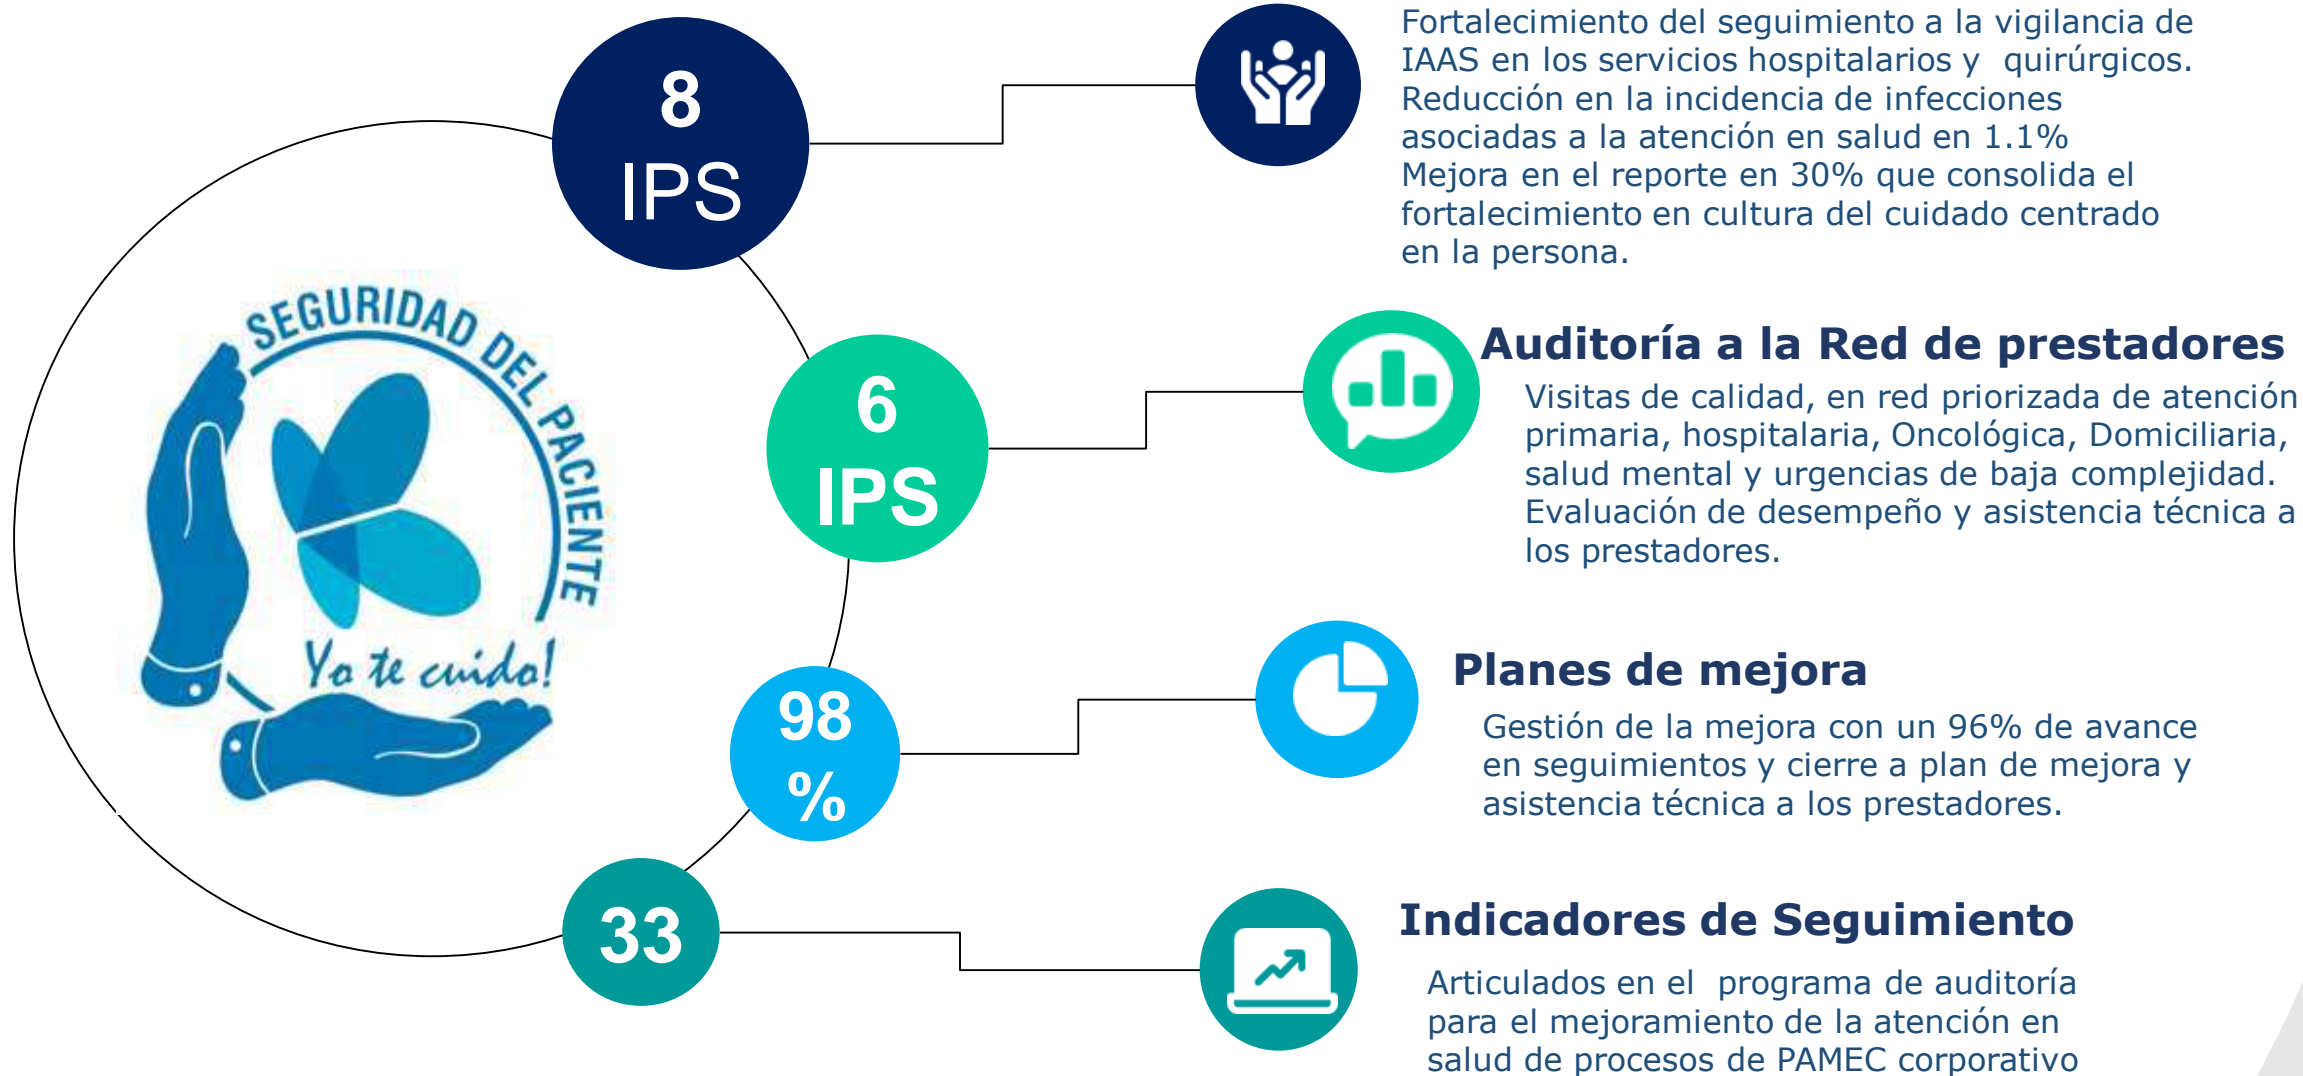 8
IPS
Fortalecimiento del seguimiento a la vigilancia de
IAAS en los servicios hospitalarios y  quirúrgicos.
Reducción en la incidencia de infecciones
asociadas a la atención en salud en 1.1%
Mejora en el reporte en 30% que consolida el
fortalecimiento en cultura del cuidado centrado
en la persona.
SEGURIDAD DEL PACIENTE
Yo te cuido!
6
IPS
Auditoría a la Red de prestadores
Visitas de calidad, en red priorizada de atención
primaria, hospitalaria, Oncológica, Domiciliaria,
salud mental y urgencias de baja complejidad.
Evaluación de desempeño y asistencia técnica a
los prestadores.
98
%
Planes de mejora
Gestión de la mejora con un 96% de avance
en seguimientos y cierre a plan de mejora y
asistencia técnica a los prestadores.
33
Indicadores de Seguimiento
Articulados en el  programa de auditoría
para el mejoramiento de la atención en
salud de procesos de PAMEC corporativo